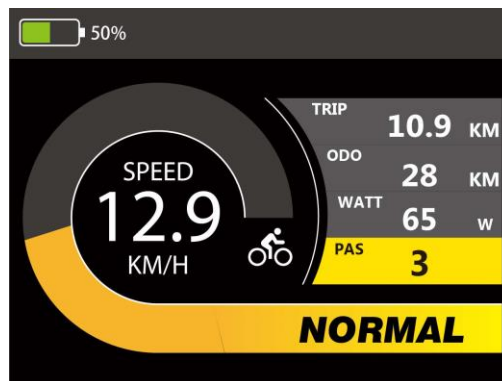 50%
SPEED
12.9
KM/H
TRIP
10.9 KM
ODO
28 KM
WATT
65 W
PAS
3
NORMAL